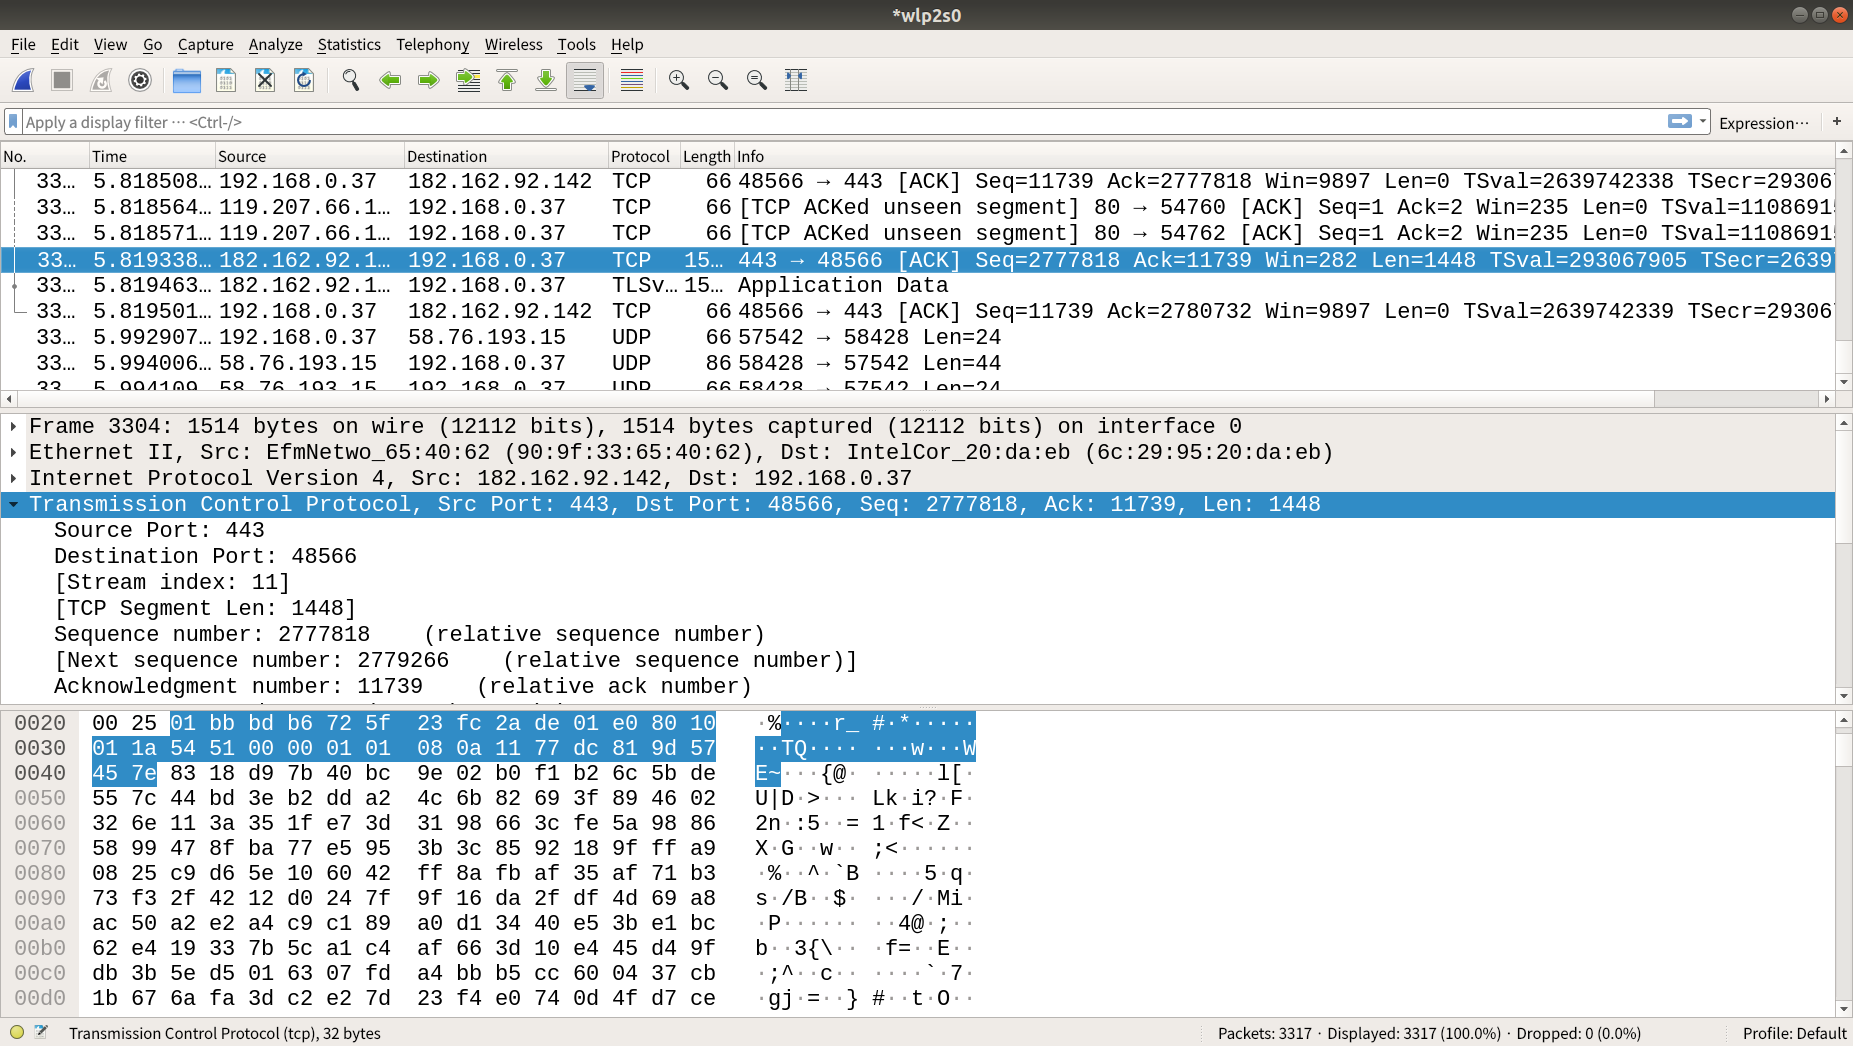 *wlp2s0
File Edit View Go Capture Analyze Statistics Telephony Wireless Tools Help
Apply a display filter ··· <Ctrl-/> Expression···  +
No. Time Source Destination Protocol Length Info
33… 5.818508… 192.168.0.37 182.162.92.142 TCP 66 48566 → 443 [ACK] Seq=11739 Ack=2777818 Win=9897 Len=0 TSval=2639742338 TSecr=29306
33… 5.818564… 119.207.66.1… 192.168.0.37 TCP 66 [TCP ACKed unseen segment] 80 → 54760 [ACK] Seq=1 Ack=2 Win=235 Len=0 TSval=1108691
33… 5.818571… 119.207.66.1… 192.168.0.37 TCP 66 [TCP ACKed unseen segment] 80 → 54762 [ACK] Seq=1 Ack=2 Win=235 Len=0 TSval=1108691
33… 5.819338… 182.162.92.1… 192.168.0.37 TCP 15… 443 → 48566 [ACK] Seq=2777818 Ack=11739 Win=282 Len=1448 TSval=293067905 TSecr=2639
33… 5.819463… 182.162.92.1… 192.168.0.37 TLSv… 15… Application Data
33… 5.819501… 192.168.0.37 182.162.92.142 TCP 66 48566 → 443 [ACK] Seq=11739 Ack=2780732 Win=9897 Len=0 TSval=2639742339 TSecr=29306
33… 5.992907… 192.168.0.37 58.76.193.15 UDP 66 57542 → 58428 Len=24
33… 5.994006… 58.76.193.15 192.168.0.37 UDP 86 58428 → 57542 Len=44
33… 5.994109… 58.76.193.15 192.168.0.37 UDP 66 58428 → 57542 Len=24
Frame 3304: 1514 bytes on wire (12112 bits), 1514 bytes captured (12112 bits) on interface 0
Ethernet II, Src: EfmNetwo_65:40:62 (90:9f:33:65:40:62), Dst: IntelCor_20:da:eb (6c:29:95:20:da:eb)
Internet Protocol Version 4, Src: 182.162.92.142, Dst: 192.168.0.37
Transmission Control Protocol, Src Port: 443, Dst Port: 48566, Seq: 2777818, Ack: 11739, Len: 1448
Source Port: 443
Destination Port: 48566
[Stream index: 11]
[TCP Segment Len: 1448]
Sequence number: 2777818    (relative sequence number)
[Next sequence number: 2779266    (relative sequence number)]
Acknowledgment number: 11739    (relative ack number)
0020 00 25 01 bb bd b6 72 5f 23 fc 2a de 01 e0 80 10 ·%····r_ #·*·····
0030 01 1a 54 51 00 00 01 01 08 0a 11 77 dc 81 9d 57 ··TQ···· ···w···W
0040 45 7e 83 18 d9 7b 40 bc 9e 02 b0 f1 b2 6c 5b de E~···{@· ·····l[·
0050 55 7c 44 bd 3e b2 dd a2 4c 6b 82 69 3f 89 46 02 U|D·>··· Lk·i?·F·
0060 32 6e 11 3a 35 1f e7 3d 31 98 66 3c fe 5a 98 86 2n·:5··= 1·f<·Z··
0070 58 99 47 8f ba 77 e5 95 3b 3c 85 92 18 9f ff a9 X·G··w·· ;<······
0080 08 25 c9 d6 5e 10 60 42 ff 8a fb af 35 af 71 b3 ·%··^·`B ····5·q·
0090 73 f3 2f 42 12 d0 24 7f 9f 16 da 2f df 4d 69 a8 s·/B··$· ···/·Mi·
00a0 ac 50 a2 e2 a4 c9 c1 89 a0 d1 34 40 e5 3b e1 bc ·P······ ··4@·;··
00b0 62 e4 19 33 7b 5c a1 c4 af 66 3d 10 e4 45 d4 9f b··3{\·· ·f=··E··
00c0 db 3b 5e d5 01 63 07 fd a4 bb b5 cc 60 04 37 cb ·;^··c·· ····`·7·
00d0 1b 67 6a fa 3d c2 e2 7d 23 f4 e0 74 0d 4f d7 ce ·gj·=··} #··t·O··
Transmission Control Protocol (tcp), 32 bytes Packets: 3317 · Displayed: 3317 (100.0%) · Dropped: 0 (0.0%) Profile: Default